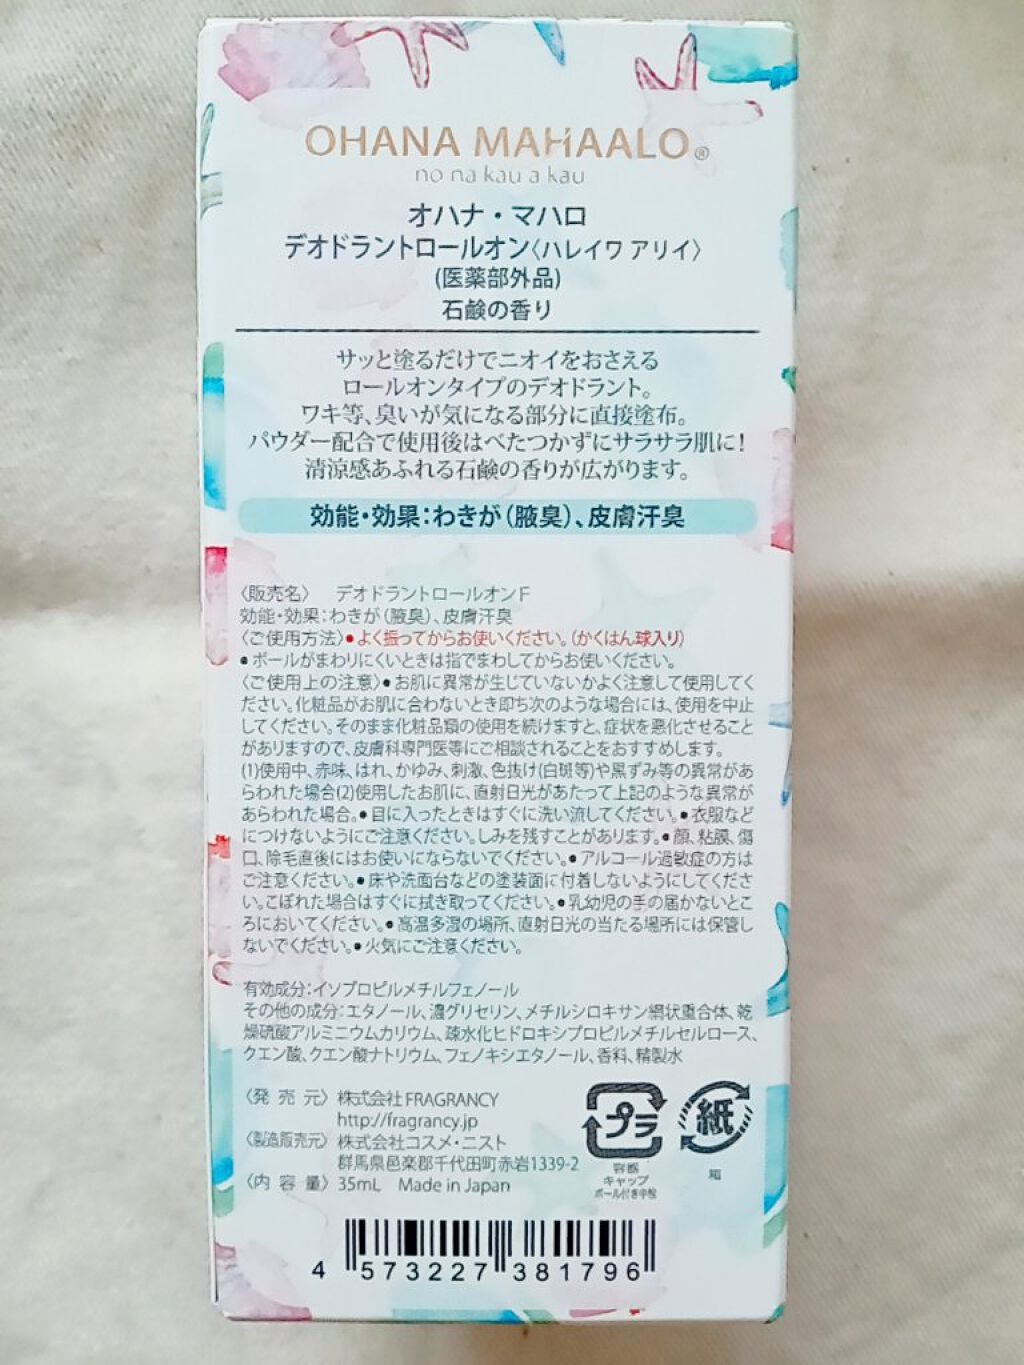 OHANA MAHAALO®
no na kau a kau
オハナ・マハロ
デオドラントロールオン〈ハレイワ アリイ〉
(医薬部外品)
石鹸の香り
サッと塗るだけでニオイをおさえる
ロールオンタイプのデオドラント。
ワキ等、臭いが気になる部分に直接塗布。
パウダー配合で使用後はべたつかずにサラサラ肌に!
清涼感あふれる石鹸の香りが広がります。
効能・効果：わきが（腋臭）、皮膚汗臭
〈販売名〉 デオドラントロールオンF
効能・効果：わきが（腋臭）、皮膚汗臭
〈ご使用方法〉●よく振ってからお使いください。（かくはん球入り）
●ボールがまわりにくいときは指でまわしてからお使いください。
〈ご使用上の注意〉●お肌に異常が生じていないかよく注意して使用してく
ださい。化粧品がお肌に合わないとき即ち次のような場合には、使用を中止
してください。そのまま化粧品類の使用を続けますと、症状を悪化させること
がありますので、皮膚科専門医等にご相談されることをおすすめします。
(1)使用中、赤味、はれ、かゆみ、刺激、色抜け(白斑等)や黒ずみ等の異常があ
らわれた場合(2)使用したお肌に、直射日光があたって上記のような異常が
あらわれた場合。●目に入ったときはすぐに洗い流してください。●衣服など
につけないようにご注意ください。しみを残すことがあります。●顔、粘膜、傷
口、除毛直後にはお使いにならないでください。●アルコール過敏症の方は
ご注意ください。●床や洗面台などの塗装面に付着しないようにしてくださ
い。こぼれた場合はすぐに拭き取ってください。●乳幼児の手の届かないとこ
ろにおいてください。●高温多湿の場所、直射日光の当たる場所には保管し
ないでください。●火気にご注意ください。
有効成分：イソプロピルメチルフェノール
その他の成分：エタノール、濃グリセリン、メチルシロキサン網状重合体、乾
燥硫酸アルミニウムカリウム、疎水化ヒドロキシプロピルメチルセルロース、
クエン酸、クエン酸ナトリウム、フェノキシエタノール、香料、精製水
〈発売元〉 株式会社FRAGRANCY
http://fragrancy.jp
〈製造販売元〉 株式会社コスメ・ニスト
群馬県邑楽郡千代田町赤岩1339-2
〈内容量〉 35mL Made in Japan
プラ
容器
キャップ
ボール付き中栓
紙
箱
4 573227 381796